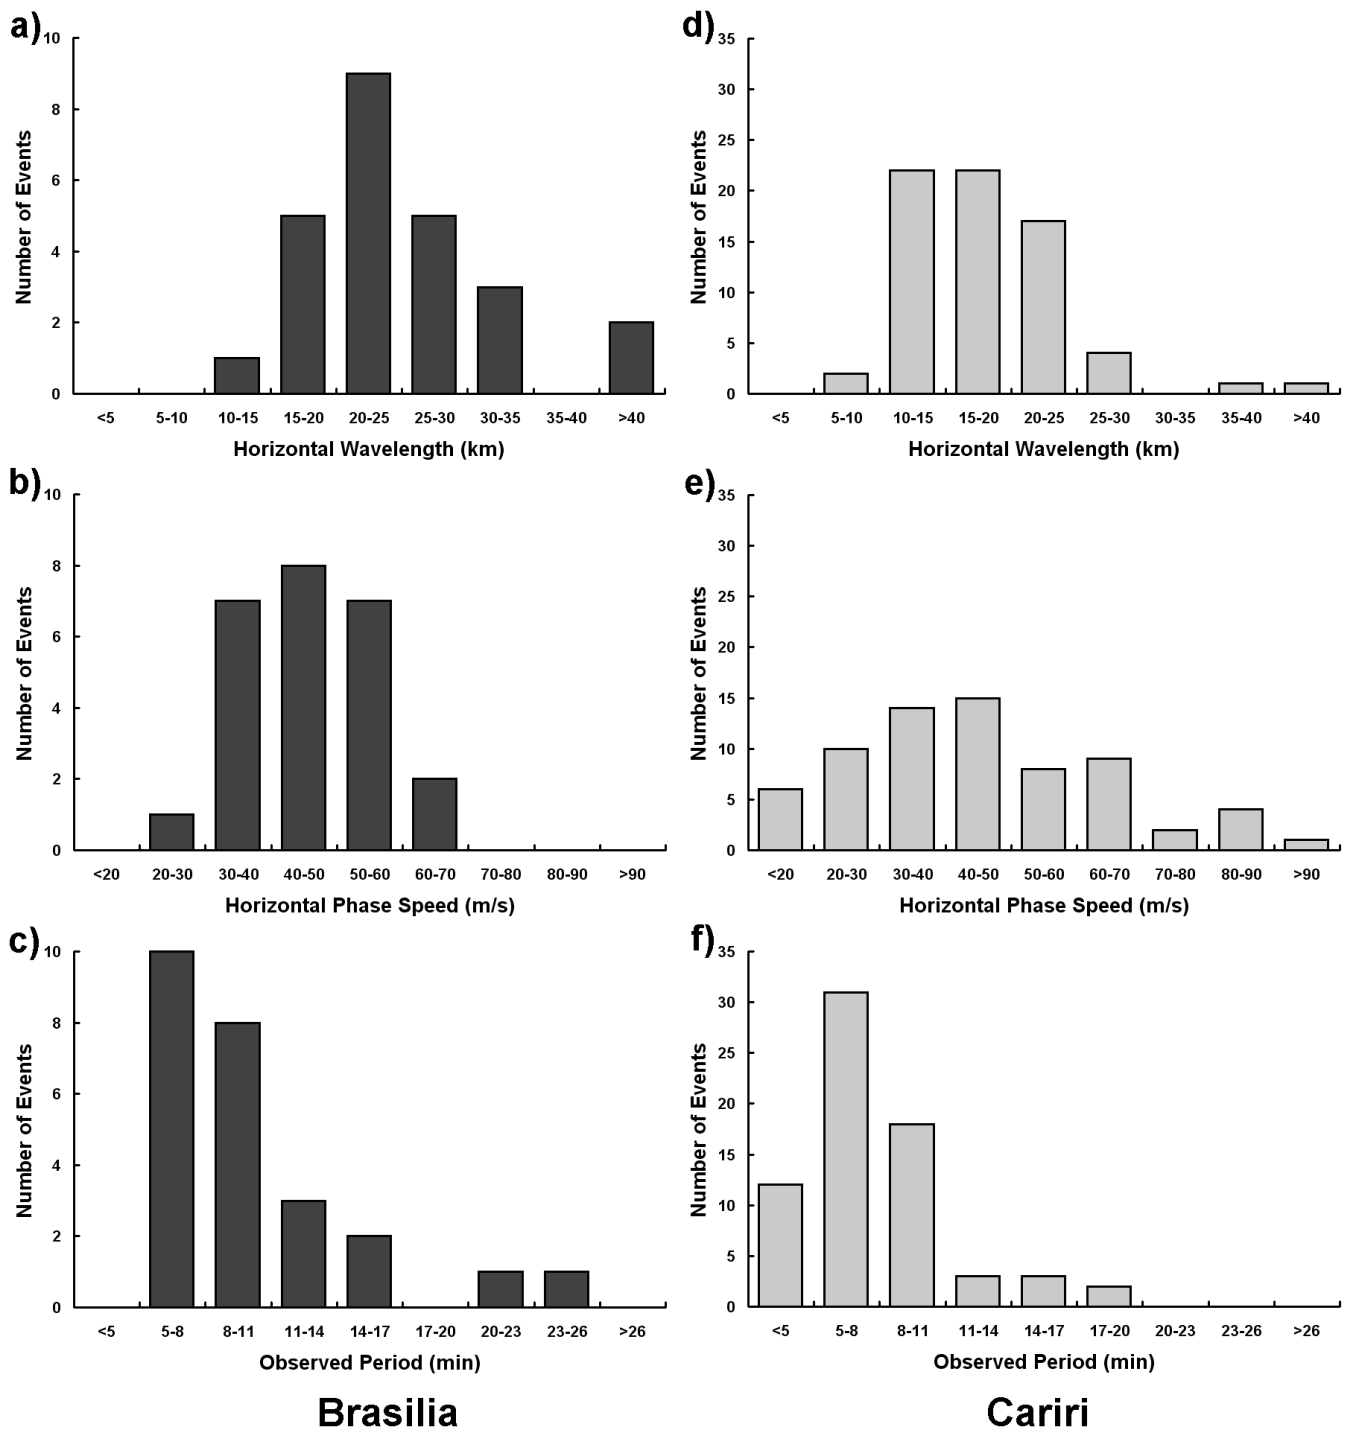 a)
10
8
6
4
2
0
Number of Events
<5 5-10 10-15 15-20 20-25 25-30 30-35 35-40 >40
Horizontal Wavelength (km)
d)
35
30
25
20
15
10
5
0
Number of Events
<5 5-10 10-15 15-20 20-25 25-30 30-35 35-40 >40
Horizontal Wavelength (km)
b)
10
8
6
4
2
0
Number of Events
<20 20-30 30-40 40-50 50-60 60-70 70-80 80-90 >90
Horizontal Phase Speed (m/s)
e)
35
30
25
20
15
10
5
0
Number of Events
<20 20-30 30-40 40-50 50-60 60-70 70-80 80-90 >90
Horizontal Phase Speed (m/s)
c)
10
8
6
4
2
0
Number of Events
<5 5-8 8-11 11-14 14-17 17-20 20-23 23-26 >26
Observed Period (min)
f)
35
30
25
20
15
10
5
0
Number of Events
<5 5-8 8-11 11-14 14-17 17-20 20-23 23-26 >26
Observed Period (min)
Brasilia
Cariri